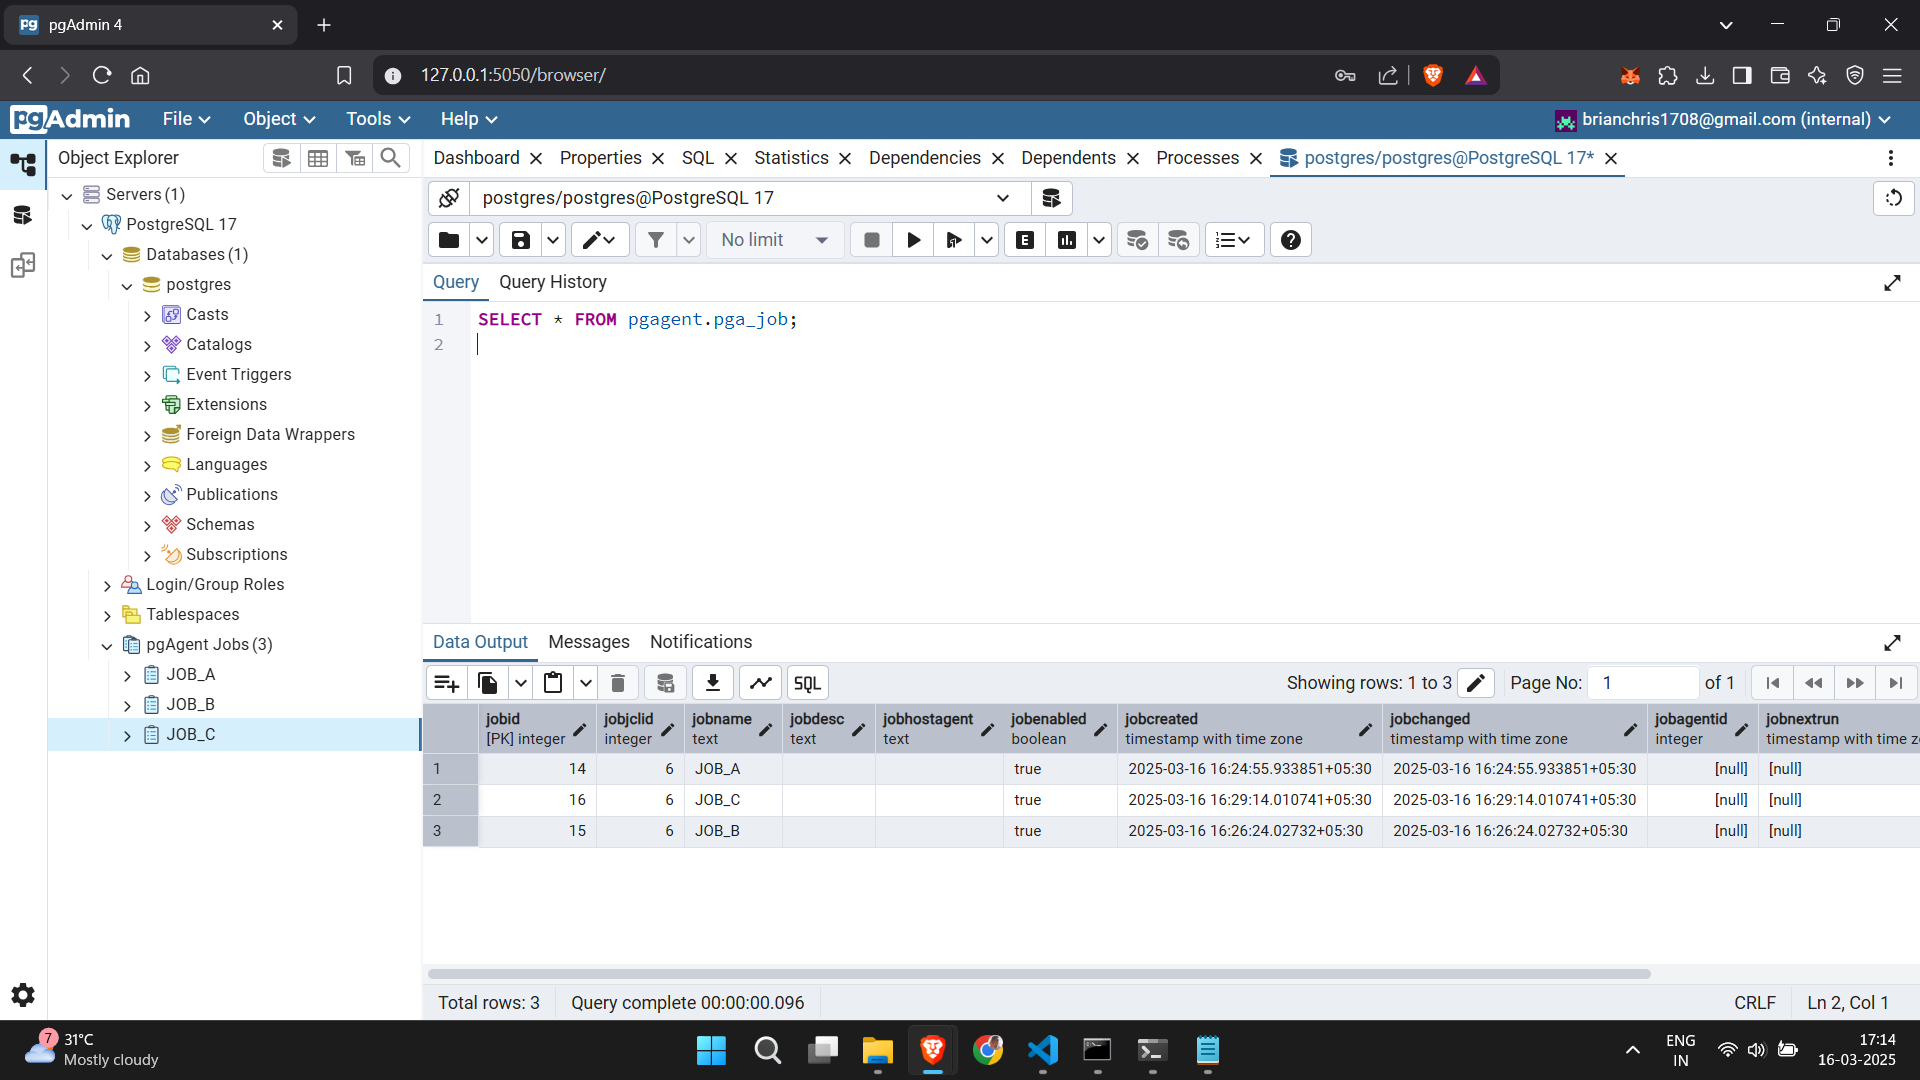 pgAdmin 4
127.0.0.1:5050/browser/
pgAdmin File Object Tools Help brianchris1708@gmail.com (internal)
Object Explorer
Dashboard Properties SQL Statistics Dependencies Dependents Processes postgres/postgres@PostgreSQL 17*
Servers (1)
PostgreSQL 17
Databases (1)
postgres
Casts
Catalogs
Event Triggers
Extensions
Foreign Data Wrappers
Languages
Publications
Schemas
Subscriptions
Login/Group Roles
Tablespaces
pgAgent Jobs (3)
JOB_A
JOB_B
JOB_C
postgres/postgres@PostgreSQL 17
No limit E
Query Query History
1 SELECT * FROM pgagent.pga_job;
2
Data Output Messages Notifications
SQL Showing rows: 1 to 3 Page No: 1 of 1
jobid jobjclid jobname jobdesc jobhostagent jobenabled jobcreated jobchanged jobagentid jobnextrun
[PK] integer integer text text text boolean timestamp with time zone timestamp with time zone integer timestamp with time z
1 14 6 JOB_A true 2025-03-16 16:24:55.933851+05:30 2025-03-16 16:24:55.933851+05:30 [null] [null]
2 16 6 JOB_C true 2025-03-16 16:29:14.010741+05:30 2025-03-16 16:29:14.010741+05:30 [null] [null]
3 15 6 JOB_B true 2025-03-16 16:26:24.02732+05:30 2025-03-16 16:26:24.02732+05:30 [null] [null]
Total rows: 3 Query complete 00:00:00.096 CRLF Ln 2, Col 1
7 31°C
Mostly cloudy
ENG
IN
17:14
16-03-2025